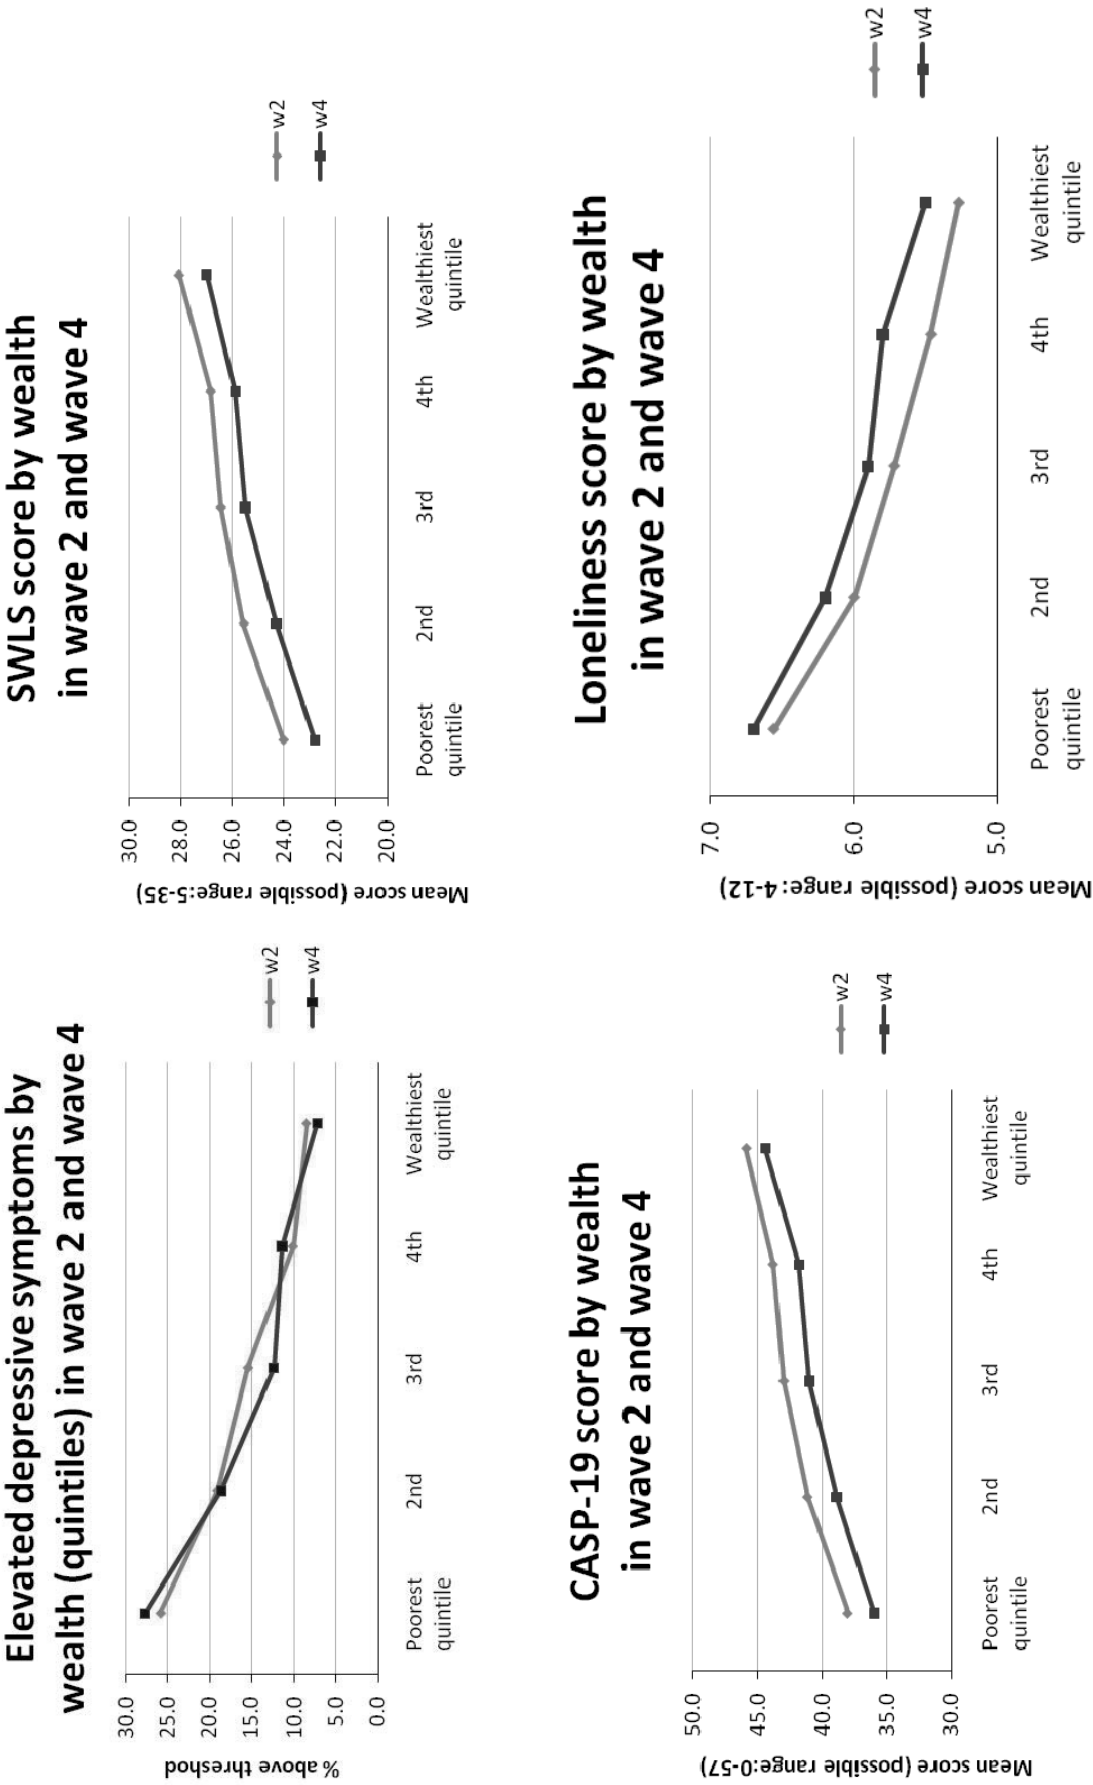 Elevated depressive symptoms by
wealth (quintiles) in wave 2 and wave 4
% above threshod
30.0
25.0
20.0
15.0
10.0
5.0
0.0
Poorest
quintile
2nd
3rd
4th
Wealthiest
quintile
w2
w4
SWLS score by wealth
in wave 2 and wave 4
Mean score (possible range:5-35)
30.0
28.0
26.0
24.0
22.0
20.0
Poorest
quintile
2nd
3rd
4th
Wealthiest
quintile
w2
w4
CASP-19 score by wealth
in wave 2 and wave 4
Mean score (possible range:0-57)
50.0
45.0
40.0
35.0
30.0
Poorest
quintile
2nd
3rd
4th
Wealthiest
quintile
w2
w4
Loneliness score by wealth
in wave 2 and wave 4
Mean score (possible range: 4-12)
7.0
6.0
5.0
Poorest
quintile
2nd
3rd
4th
Wealthiest
quintile
w2
w4